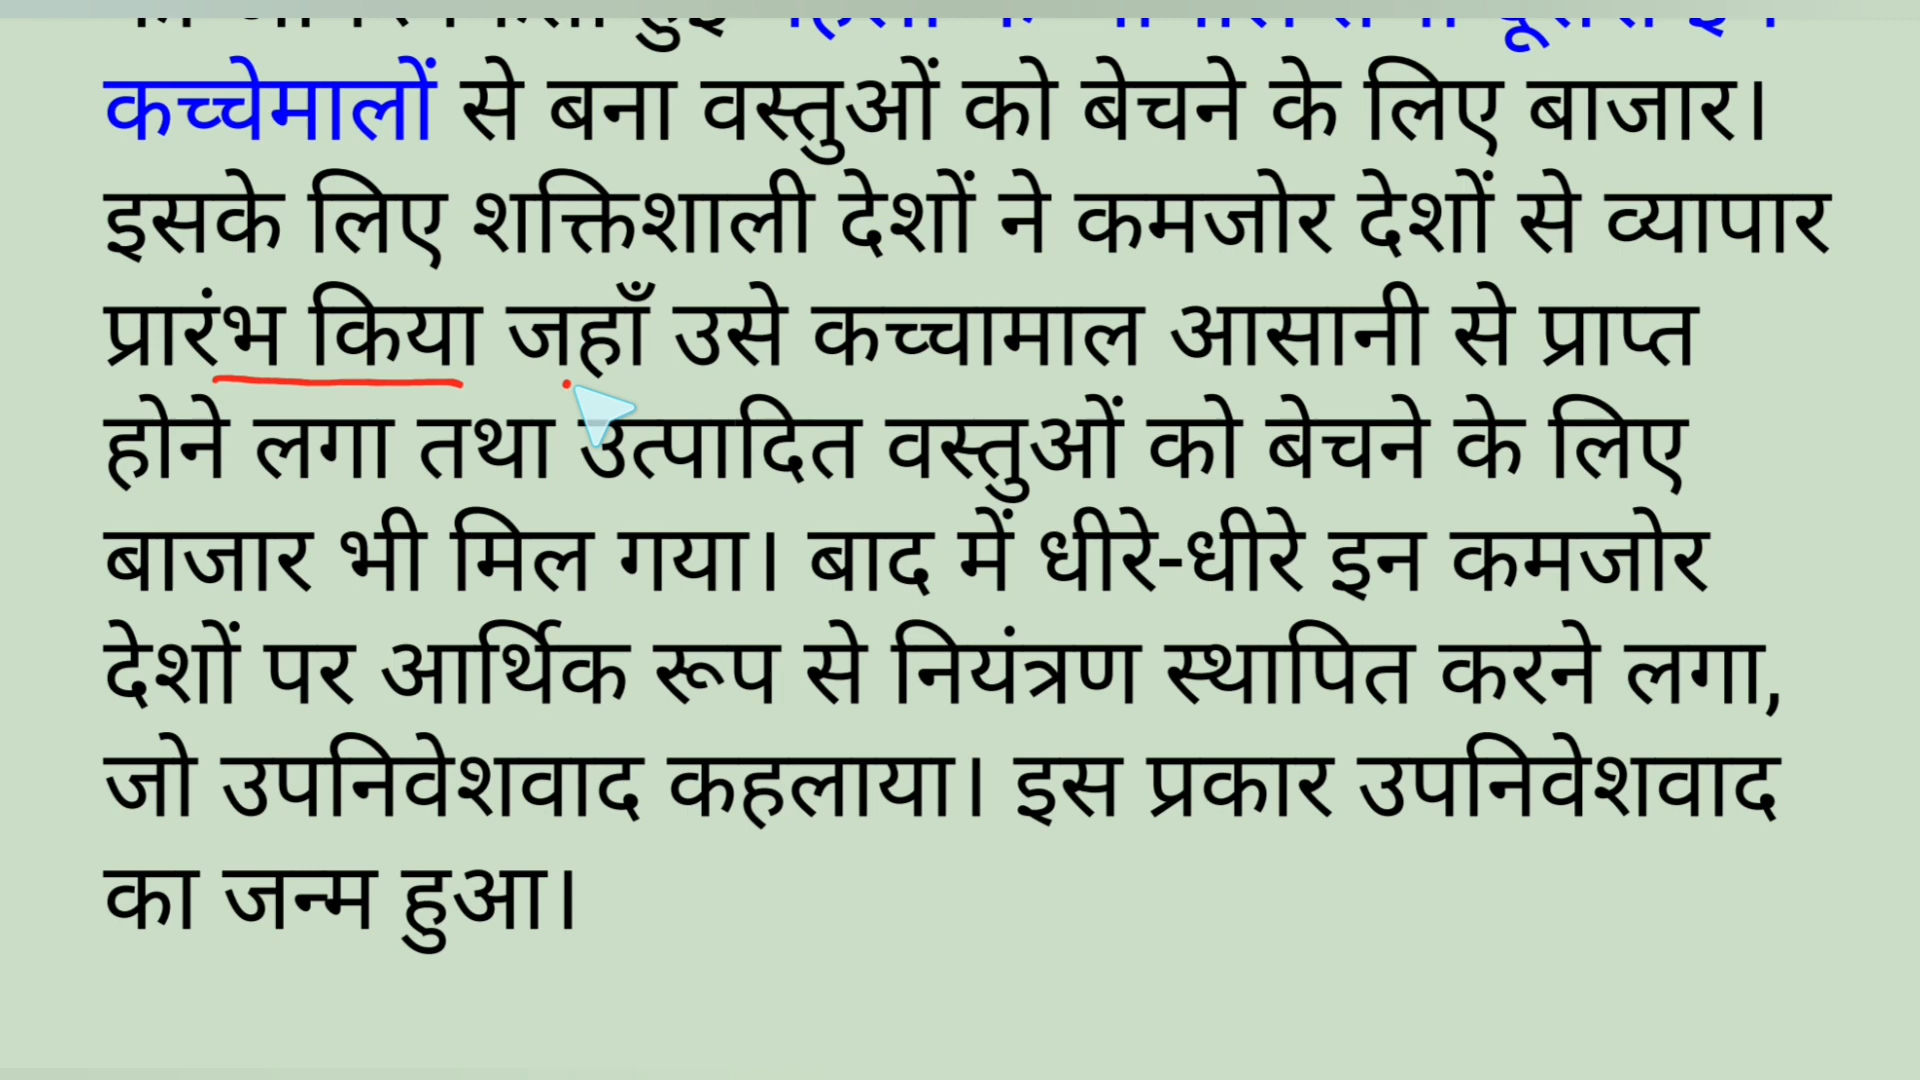 कच्चेमालों से बना वस्तुओं को बेचने के लिए बाजार।
इसके लिए शक्तिशाली देशों ने कमजोर देशों से व्यापार
प्रारंभ किया जहाँ उसे कच्चामाल आसानी से प्राप्त
होने लगा तथा उत्पादित वस्तुओं को बेचने के लिए
बाजार भी मिल गया। बाद में धीरे-धीरे इन कमजोर
देशों पर आर्थिक रूप से नियंत्रण स्थापित करने लगा,
जो उपनिवेशवाद कहलाया। इस प्रकार उपनिवेशवाद
का जन्म हुआ।